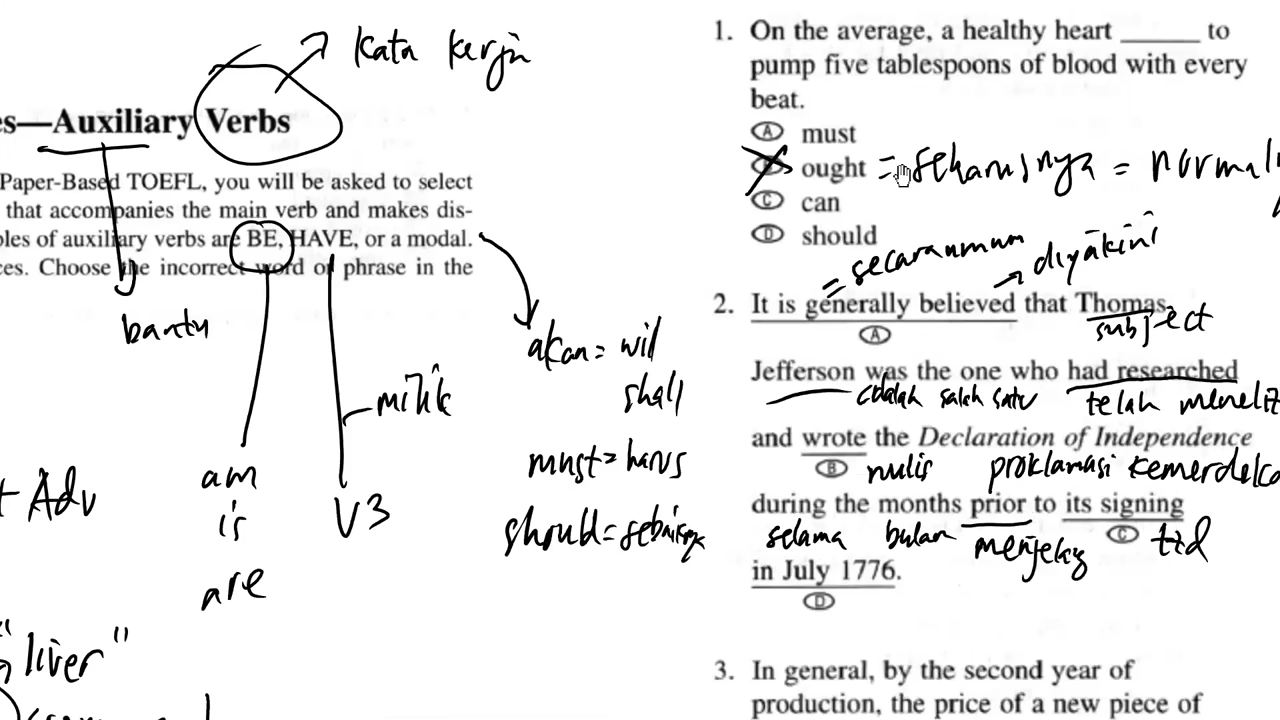 Kata Kerja
es—Auxiliary Verbs
Paper-Based TOEFL, you will be asked to select
that accompanies the main verb and makes dis-
oles of auxiliary verbs are BE, HAVE, or a modal.
ces. Choose the incorrect word or phrase in the
bantu
milik
am
is
are
V3
akan = will
shall
must = harus
should =
+ Adv
"liver"
1. On the average, a healthy heart ______ to
pump five tablespoons of blood with every
beat.
A must
B ought = seharusnya = normal
C can
D should
= secara umum
diyakini
2. It is generally believed that Thomas
A
subject
Jefferson was the one who had researched
adalah salah satu telah meneliti
and wrote the Declaration of Independence
B nulis proklamasi kemerdeka
during the months prior to its signing
selama bulan C ttd
in July 1776.
D
3. In general, by the second year of
production, the price of a new piece of